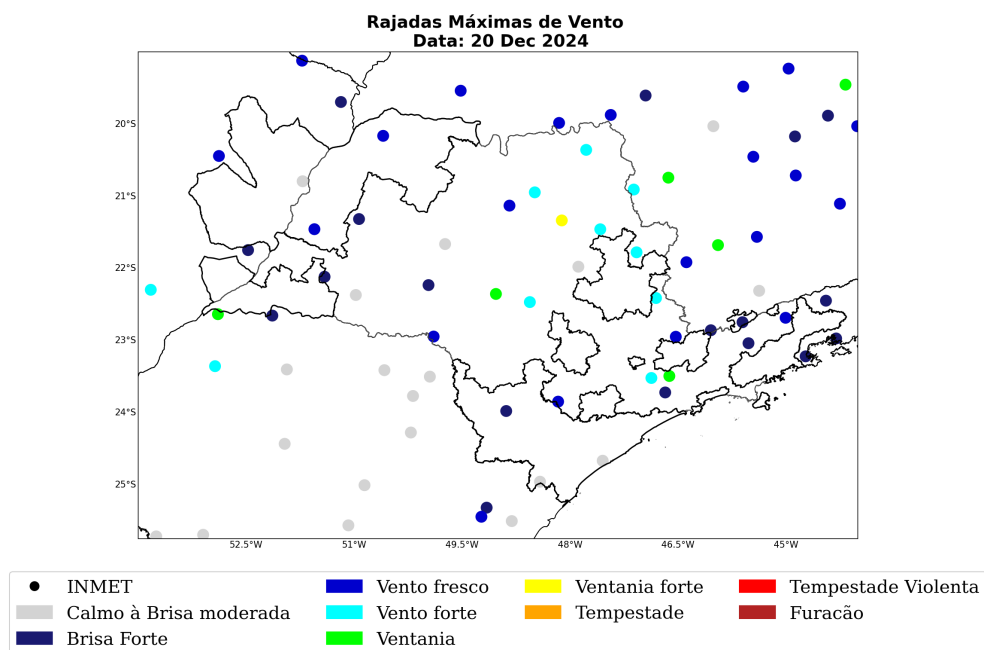 Rajadas Máximas de Vento
Data: 20 Dec 2024
20°S
21°S
22°S
23°S
24°S
25°S
52.5°W 51°W 49.5°W 48°W 46.5°W 45°W
INMET Vento fresco Ventania forte Tempestade Violenta
Calmo à Brisa moderada Vento forte Tempestade Furacão
Brisa Forte Ventania